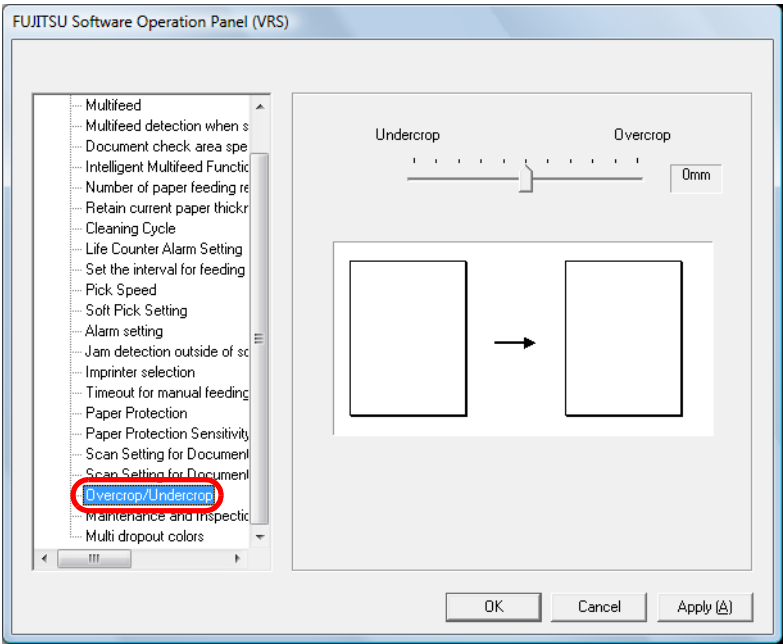 FUJITSU Software Operation Panel (VRS)
Multifeed
Multifeed detection when s
Document check area spe
Intelligent Multifeed Functic
Number of paper feeding re
Retain current paper thickr
Cleaning Cycle
Life Counter Alarm Setting
Set the interval for feeding
Pick Speed
Soft Pick Setting
Alarm setting
Jam detection outside of sc
Imprinter selection
Timeout for manual feeding
Paper Protection
Paper Protection Sensitivity
Scan Setting for Document
Scan Setting for Document
Overcrop/Undercrop
Maintenance and Inspectic
Multi dropout colors
Undercrop Overcrop
0mm
OK Cancel Apply (A)